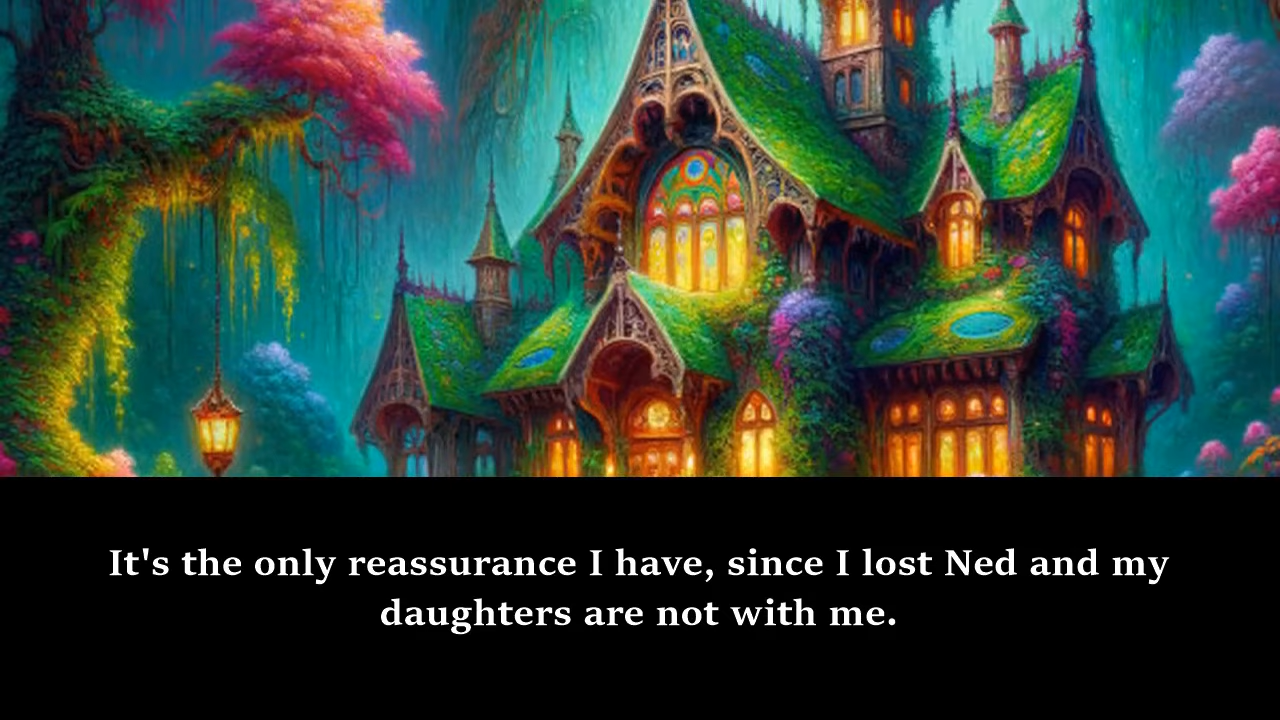 It's the only reassurance I have, since I lost Ned and my
daughters are not with me.